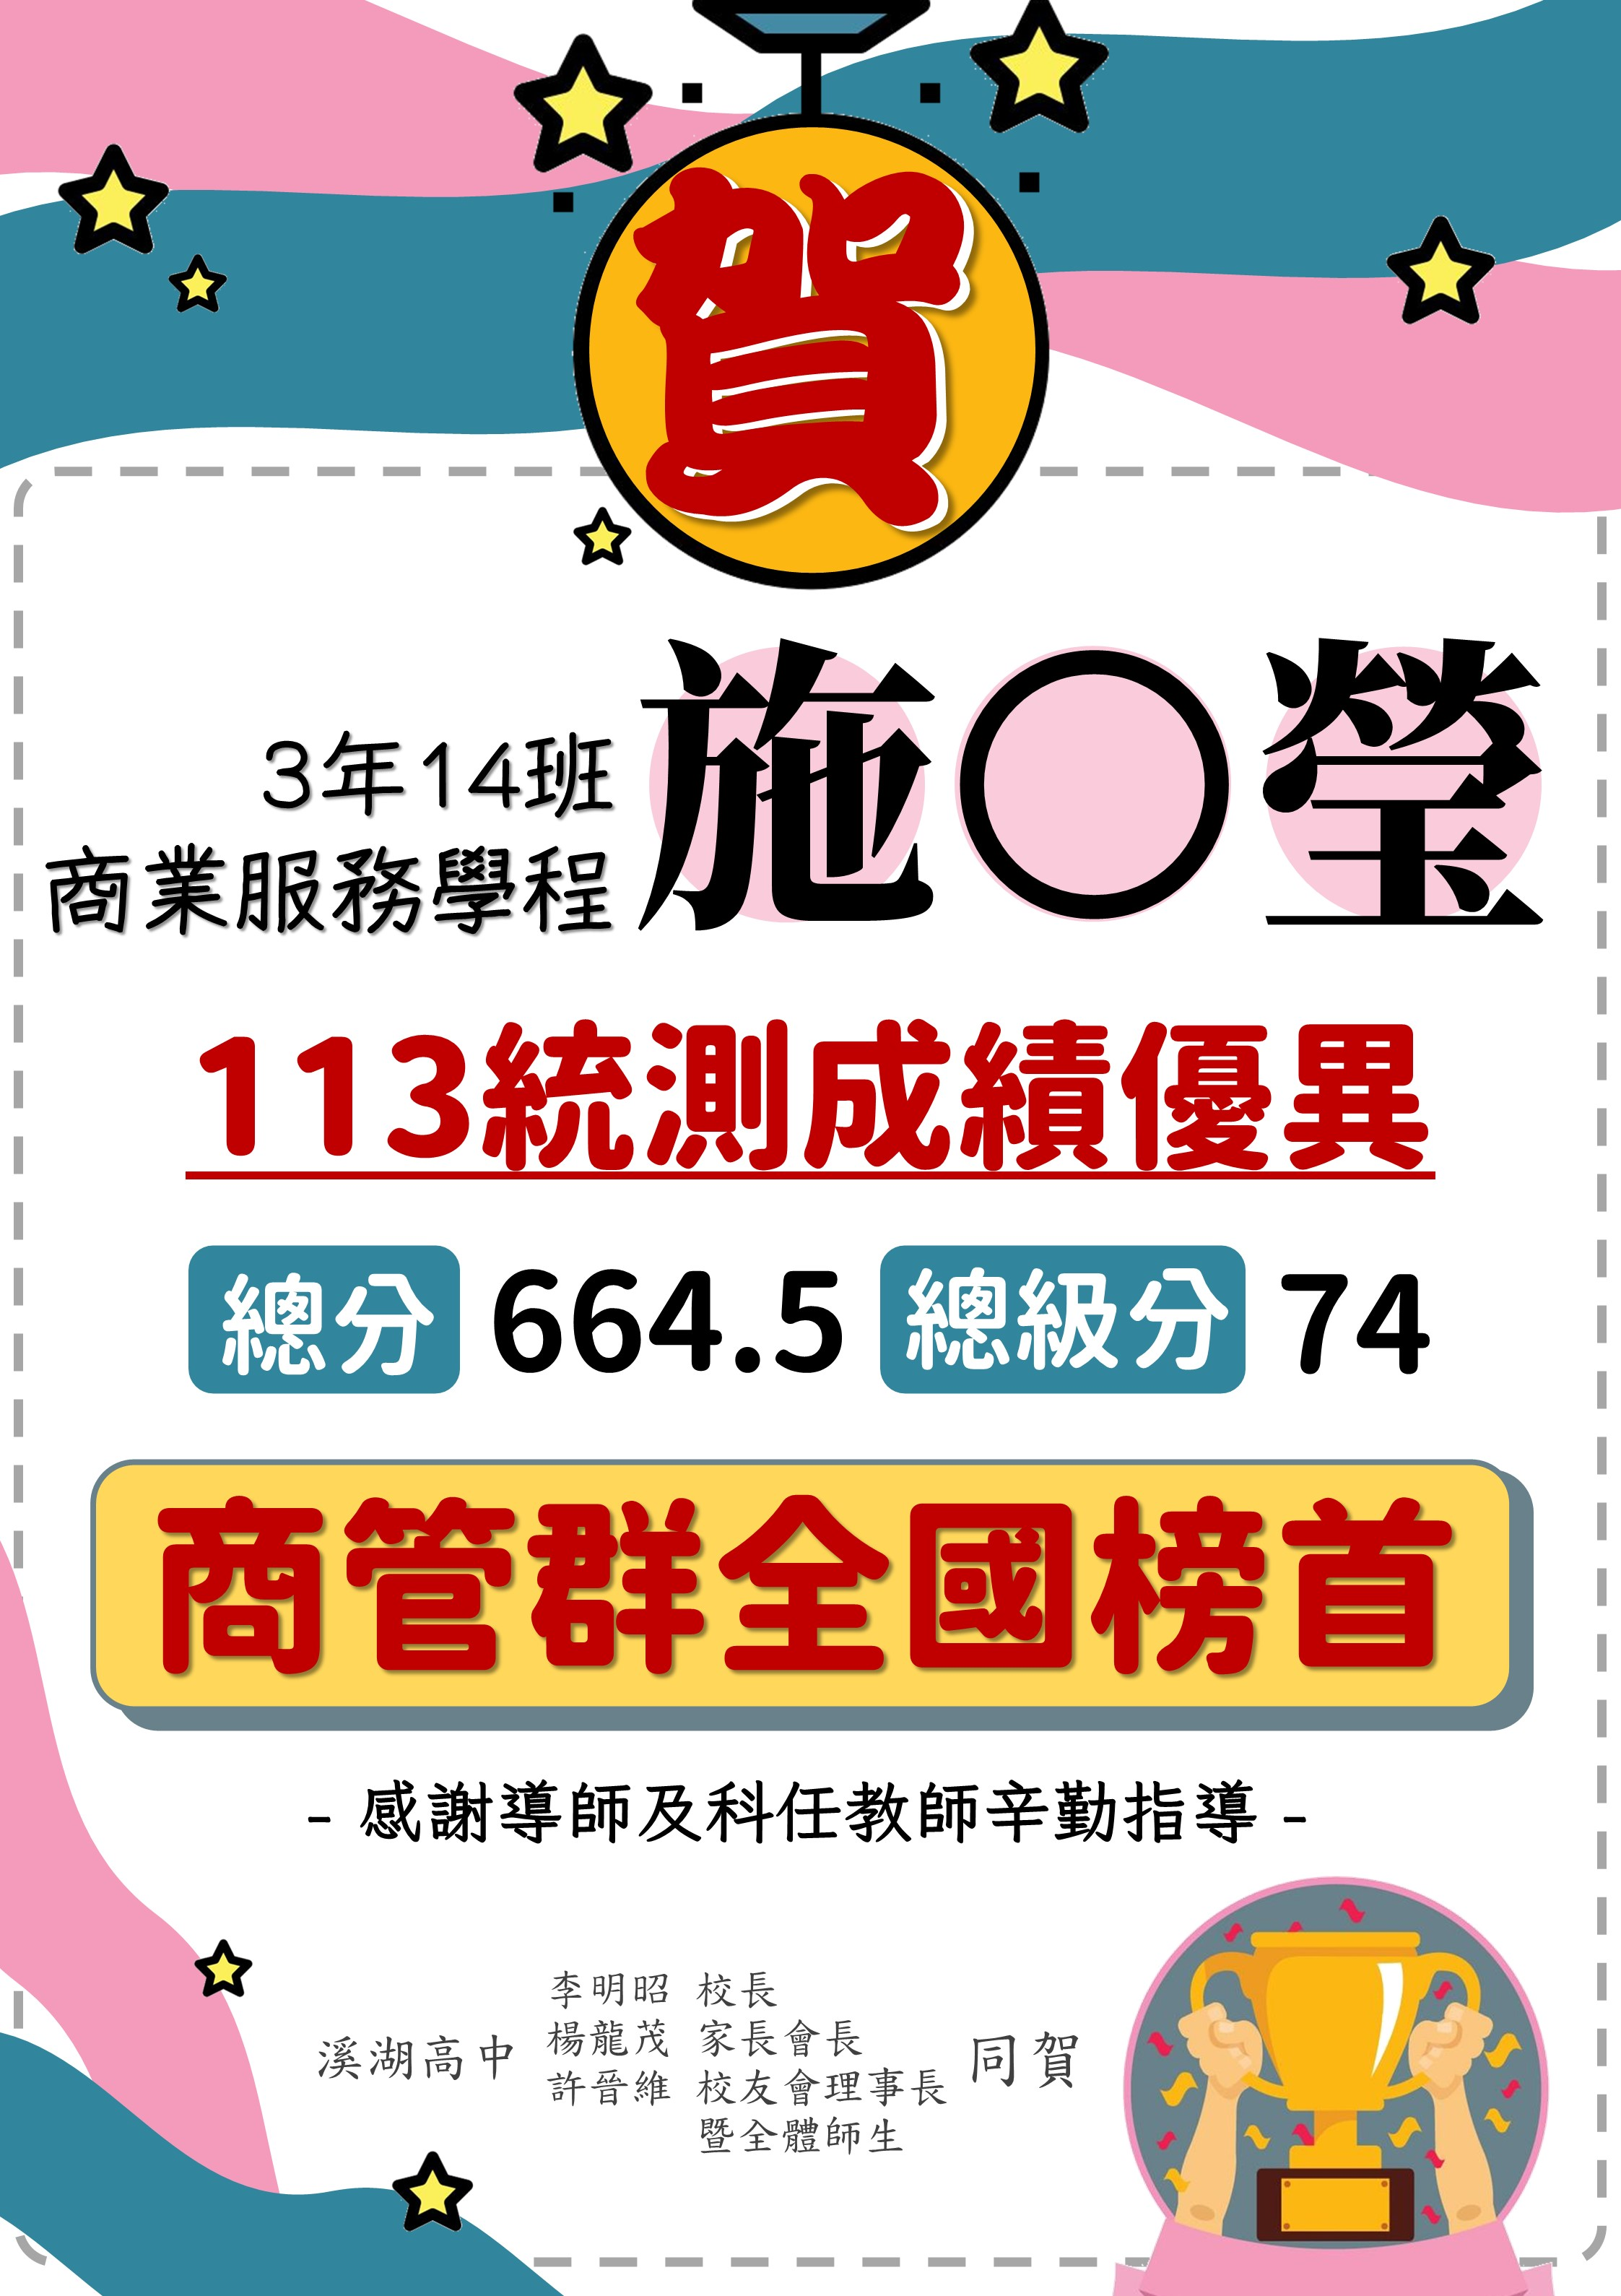 賀
3年14班
商業服務學程
施〇瑩
113統測成績優異
總分 664.5 總級分 74
商管群全國榜首
- 感謝導師及科任教師辛勤指導 -
溪湖高中
李明昭 校長
楊龍茂 家長會長
許晉維 校友會理事長
暨全體師生
同賀